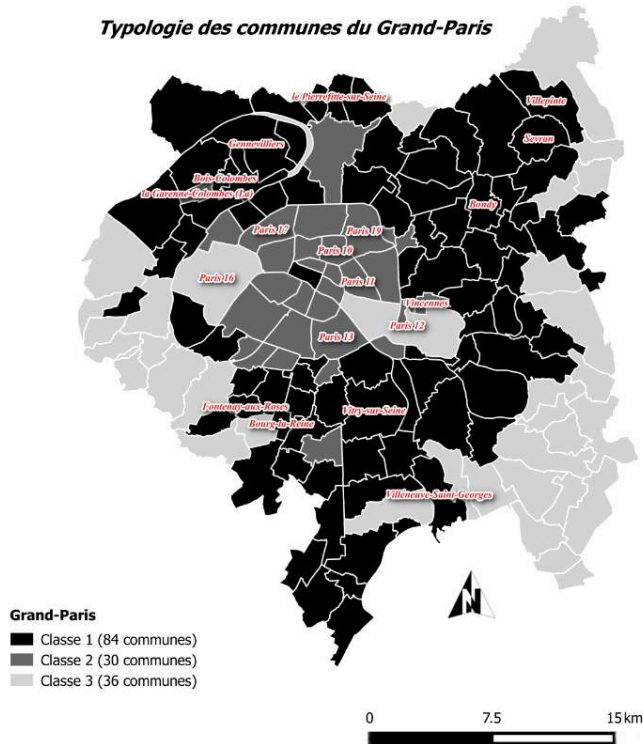 Typologie des communes du Grand-Paris
le Pierrefitte-sur-Seine
Villepinte
Gennevilliers
Sevran
Bois-Colombes
la Garenne-Colombes (La)
Bondy
Paris 17
Paris 19
Paris 10
Paris 16
Paris 11
Vincennes
Paris 12
Paris 13
Fontenay-aux-Roses
Vitry-sur-Seine
Bourg-la-Reine
Villeneuve-Saint-Georges
N
Grand-Paris
Classe 1 (84 communes)
Classe 2 (30 communes)
Classe 3 (36 communes)
0 7.5 15 km